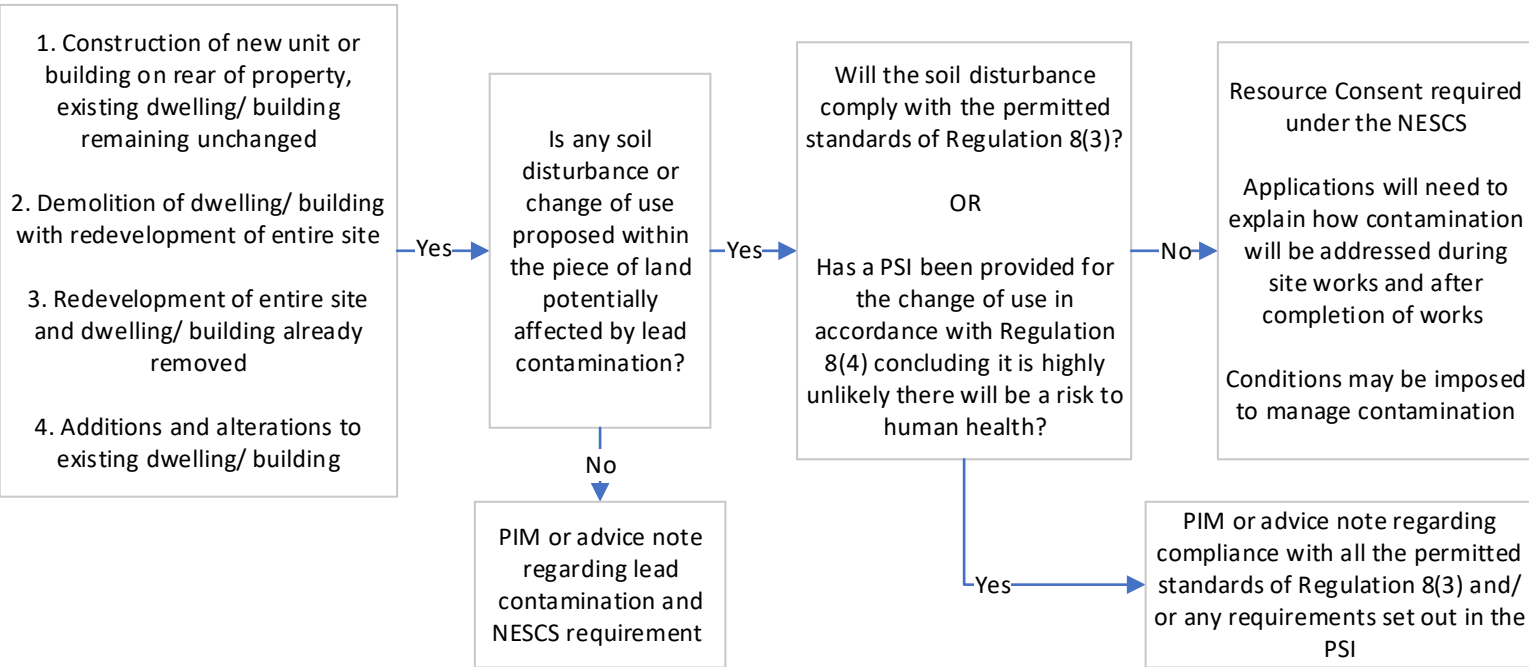 1. Construction of new unit or
building on rear of property,
existing dwelling/ building
remaining unchanged
2. Demolition of dwelling/ building
with redevelopment of entire site
3. Redevelopment of entire site
and dwelling/ building already
removed
4. Additions and alterations to
existing dwelling/ building
Yes
Is any soil
disturbance or
change of use
proposed within
the piece of land
potentially
affected by lead
contamination?
Yes
Will the soil disturbance
comply with the permitted
standards of Regulation 8(3)?
OR
Has a PSI been provided for
the change of use in
accordance with Regulation
8(4) concluding it is highly
unlikely there will be a risk to
human health?
No
Resource Consent required
under the NESCS
Applications will need to
explain how contamination
will be addressed during
site works and after
completion of works
Conditions may be imposed
to manage contamination
No
PIM or advice note
regarding lead
contamination and
NESCS requirement
Yes
PIM or advice note regarding
compliance with all the permitted
standards of Regulation 8(3) and/
or any requirements set out in the
PSI